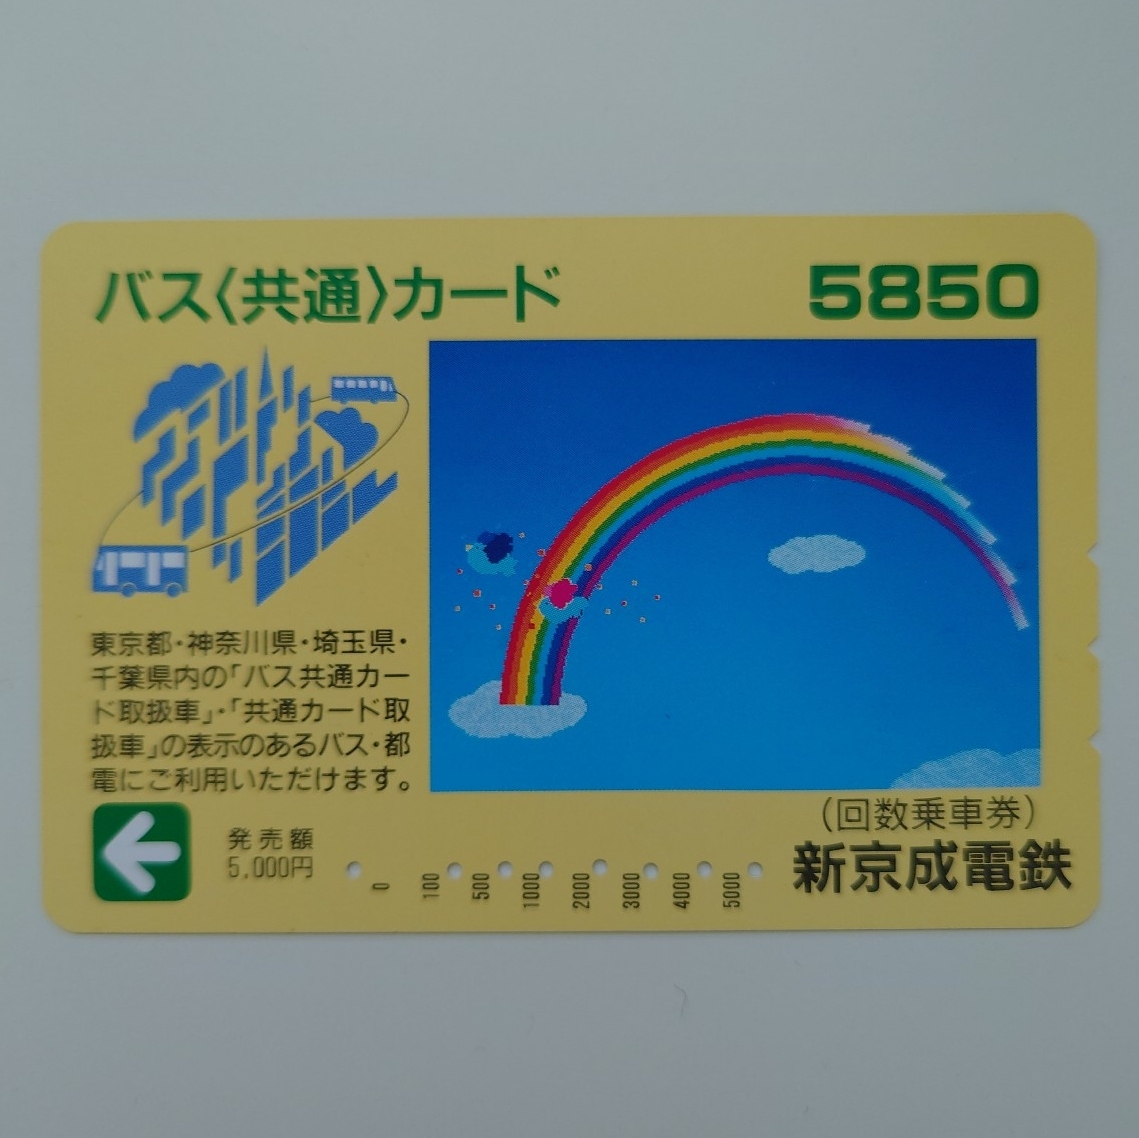 バス〈共通〉カード
5850
東京都・神奈川県・埼玉県・
千葉県内の「バス共通カー
ド取扱車」・「共通カード取
扱車」の表示のあるバス・都
電にご利用いただけます。
発売額
5,000円
0 100 500 1000 2000 3000 4000 5000
（回数乗車券）
新京成電鉄